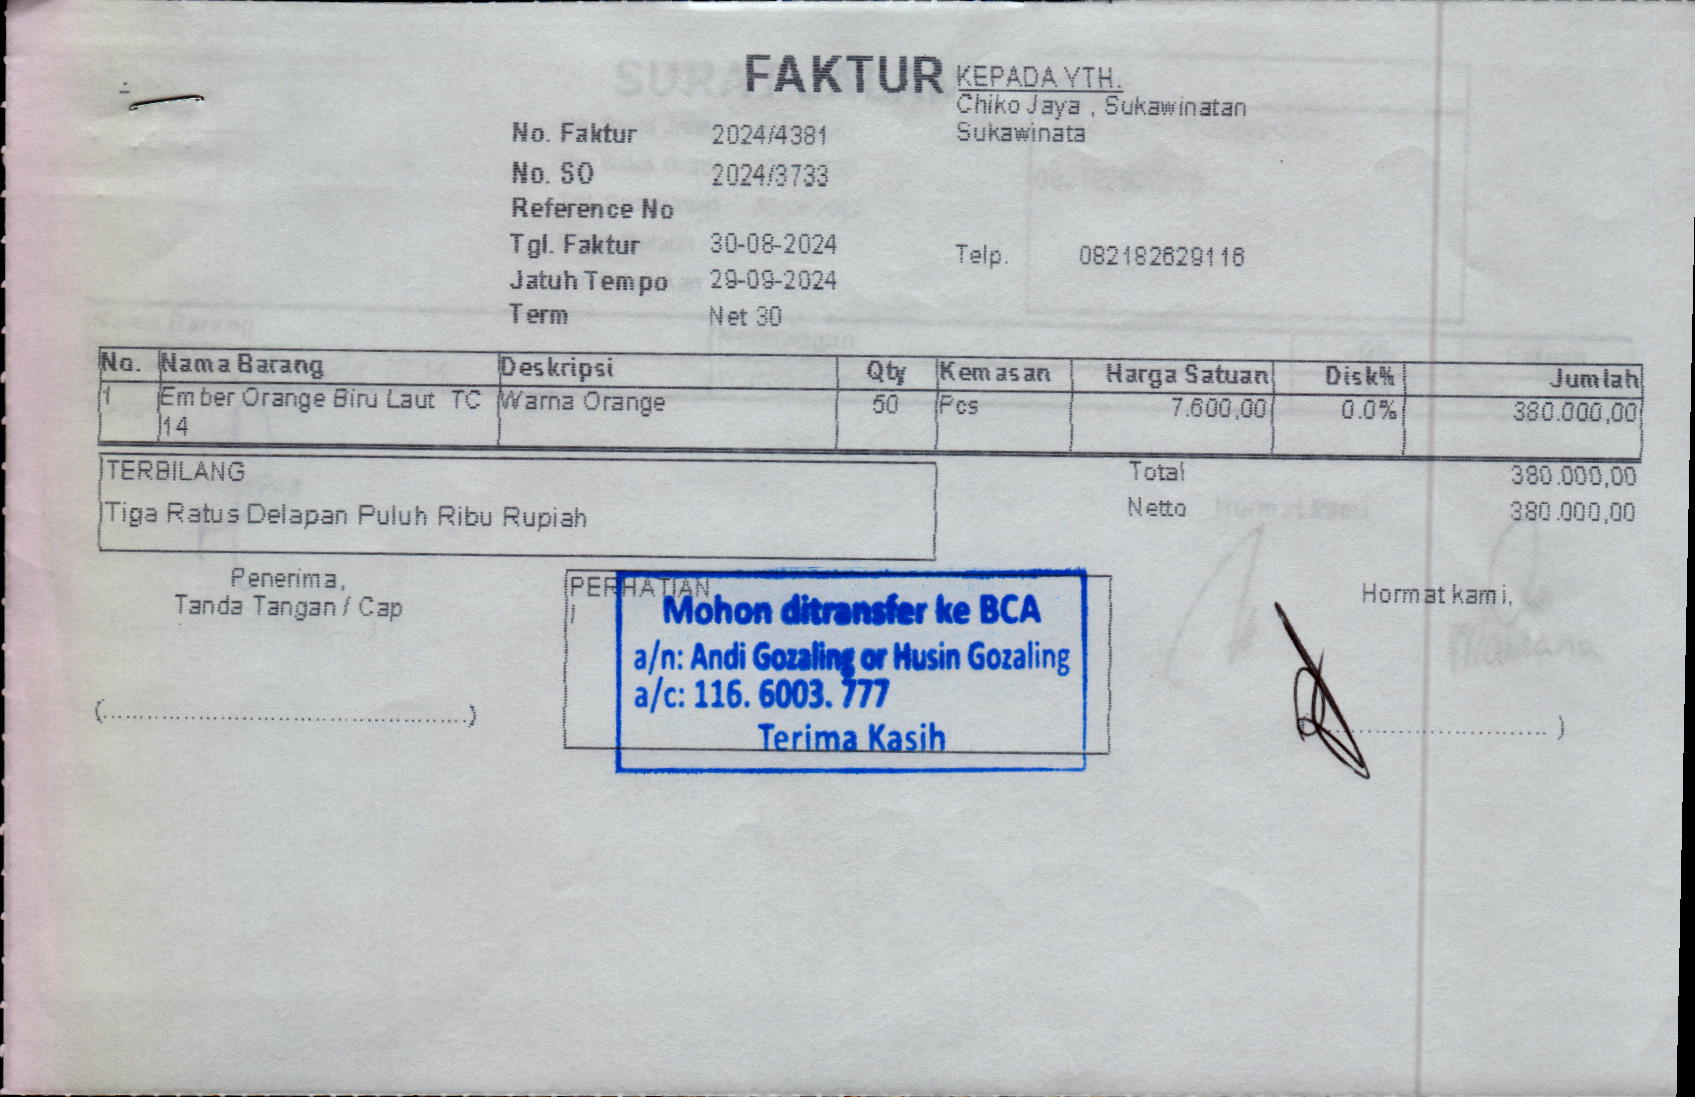 FAKTUR
KEPADA YTH.
Chiko Jaya , Sukawinatan
Sukawinata
No. Faktur 2024/4381
No. SO 2024/3733
Reference No
Tgl. Faktur 30-08-2024
Telp. 082182629116
Jatuh Tempo 29-09-2024
Term Net 30
No. Nama Barang Deskripsi Qty Kemasan Harga Satuan Disk% Jumlah
1 Ember Orange Biru Laut TC Warna Orange 50 Pcs 7.600,00 0.0% 380.000,00
14
TERBILANG
Tiga Ratus Delapan Puluh Ribu Rupiah
Total 380.000,00
Netto 380.000,00
Penerima,
Tanda Tangan / Cap
(.............................................)
PERHATIAN
Mohon ditransfer ke BCA
a/n: Andi Gozaling or Husin Gozaling
a/c: 116. 6003. 777
Terima Kasih
Hormat kami,